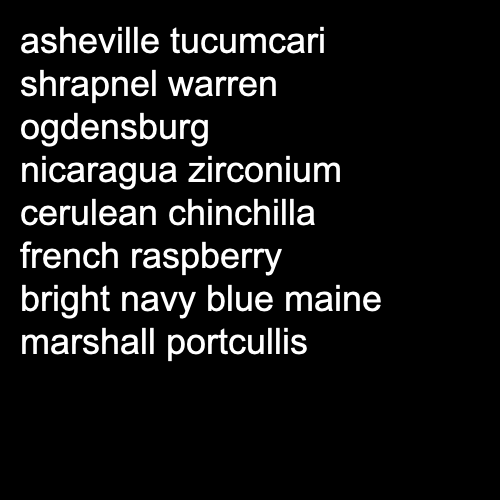 asheville tucumcari
shrapnel warren
ogdensburg
nicaragua zirconium
cerulean chinchilla
french raspberry
bright navy blue maine
marshall portcullis